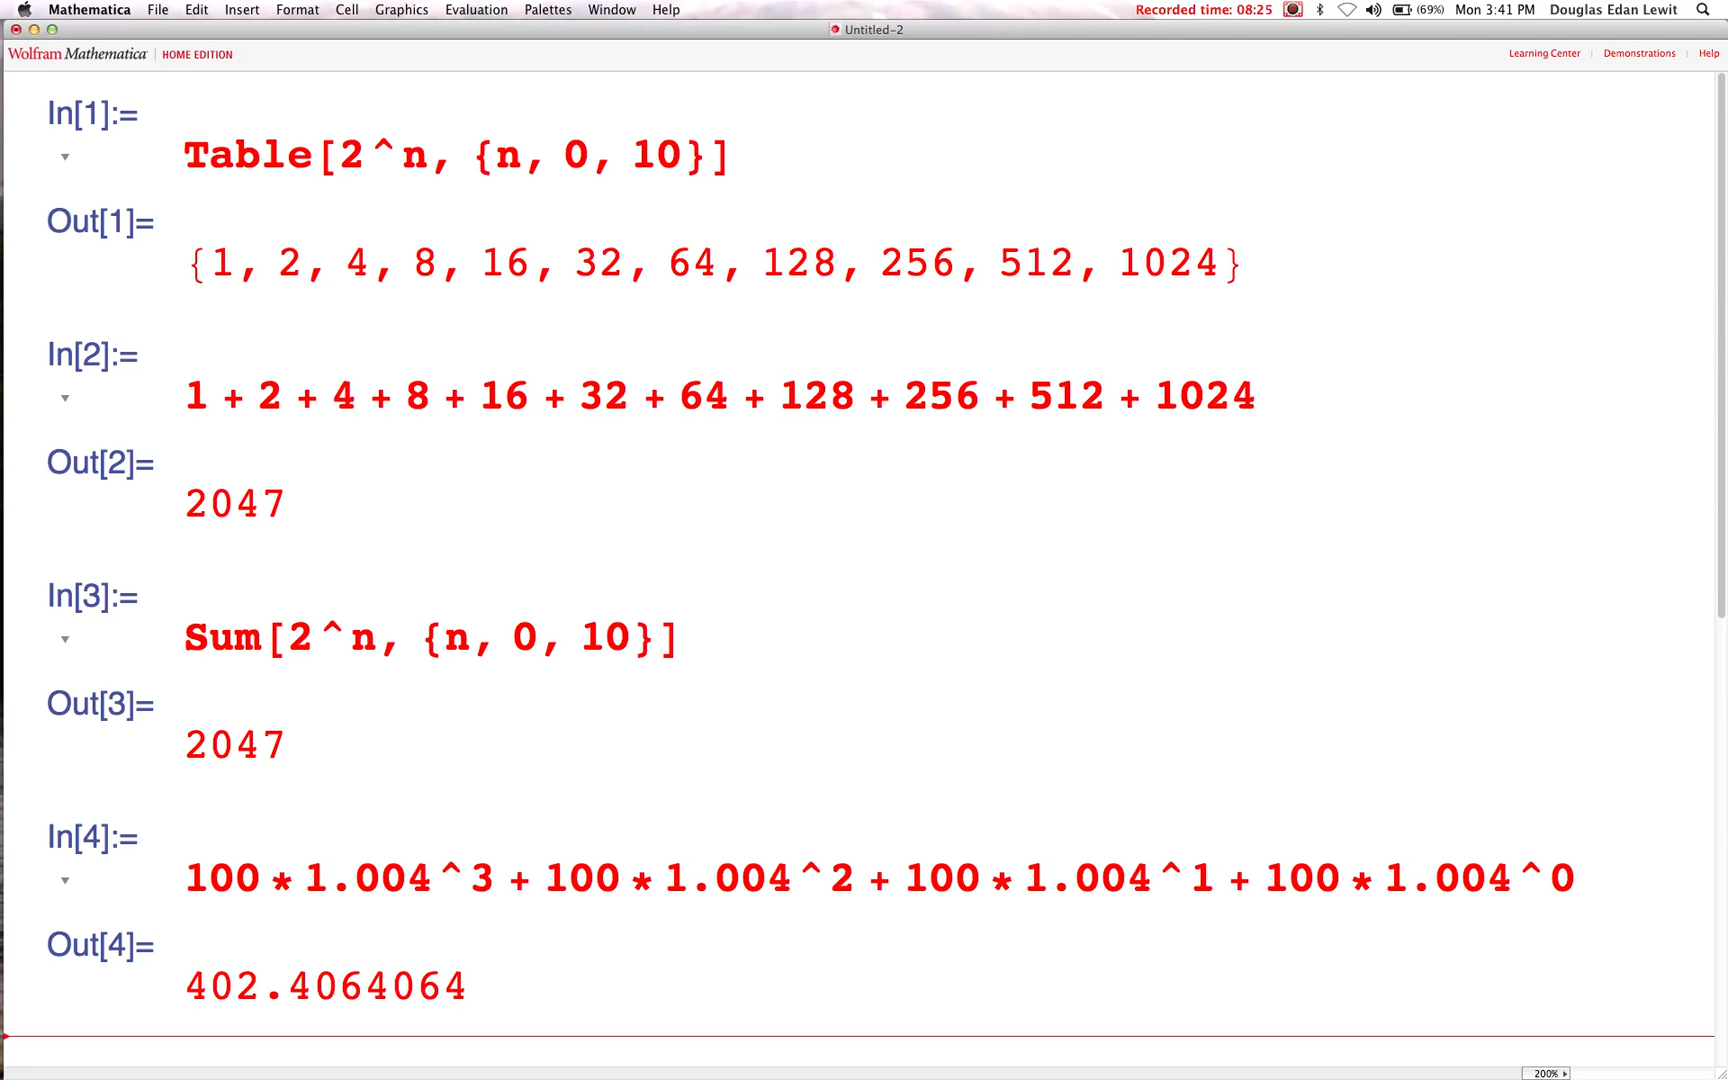 Mathematica File Edit Insert Format Cell Graphics Evaluation Palettes Window Help Recorded time: 08:25 (69%) Mon 3:41 PM Douglas Edan Lewit
Untitled-2
Wolfram Mathematica | HOME EDITION Learning Center | Demonstrations | Help
In[1]:=
Table[2^n, {n, 0, 10}]
Out[1]=
{1, 2, 4, 8, 16, 32, 64, 128, 256, 512, 1024}
In[2]:=
1 + 2 + 4 + 8 + 16 + 32 + 64 + 128 + 256 + 512 + 1024
Out[2]=
2047
In[3]:=
Sum[2^n, {n, 0, 10}]
Out[3]=
2047
In[4]:=
100 * 1.004^3 + 100 * 1.004^2 + 100 * 1.004^1 + 100 * 1.004^0
Out[4]=
402.4064064
200%